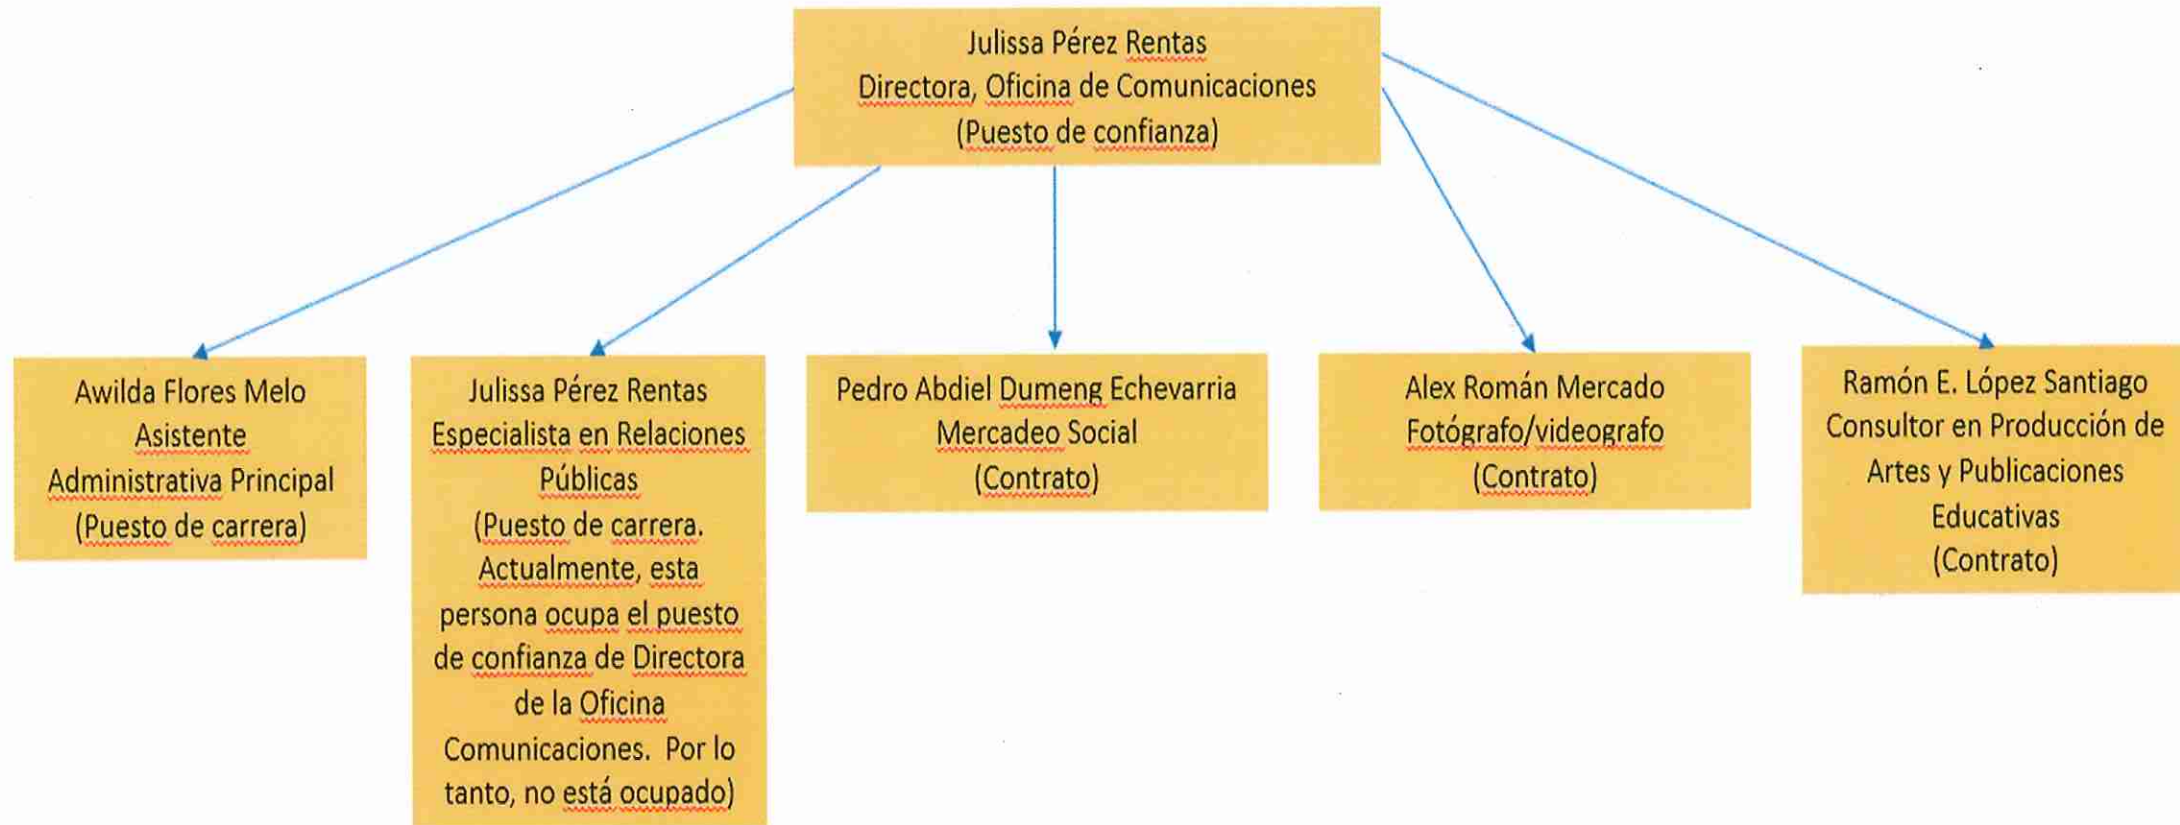 Julissa Pérez Rentas
Directora, Oficina de Comunicaciones
(Puesto de confianza)
Awilda Flores Melo
Asistente
Administrativa Principal
(Puesto de carrera)
Julissa Pérez Rentas
Especialista en Relaciones
Públicas
(Puesto de carrera.
Actualmente, esta
persona ocupa el puesto
de confianza de Directora
de la Oficina
Comunicaciones.  Por lo
tanto, no está ocupado)
Pedro Abdiel Dumeng Echevarria
Mercadeo Social
(Contrato)
Alex Román Mercado
Fotógrafo/videografo
(Contrato)
Ramón E. López Santiago
Consultor en Producción de
Artes y Publicaciones
Educativas
(Contrato)